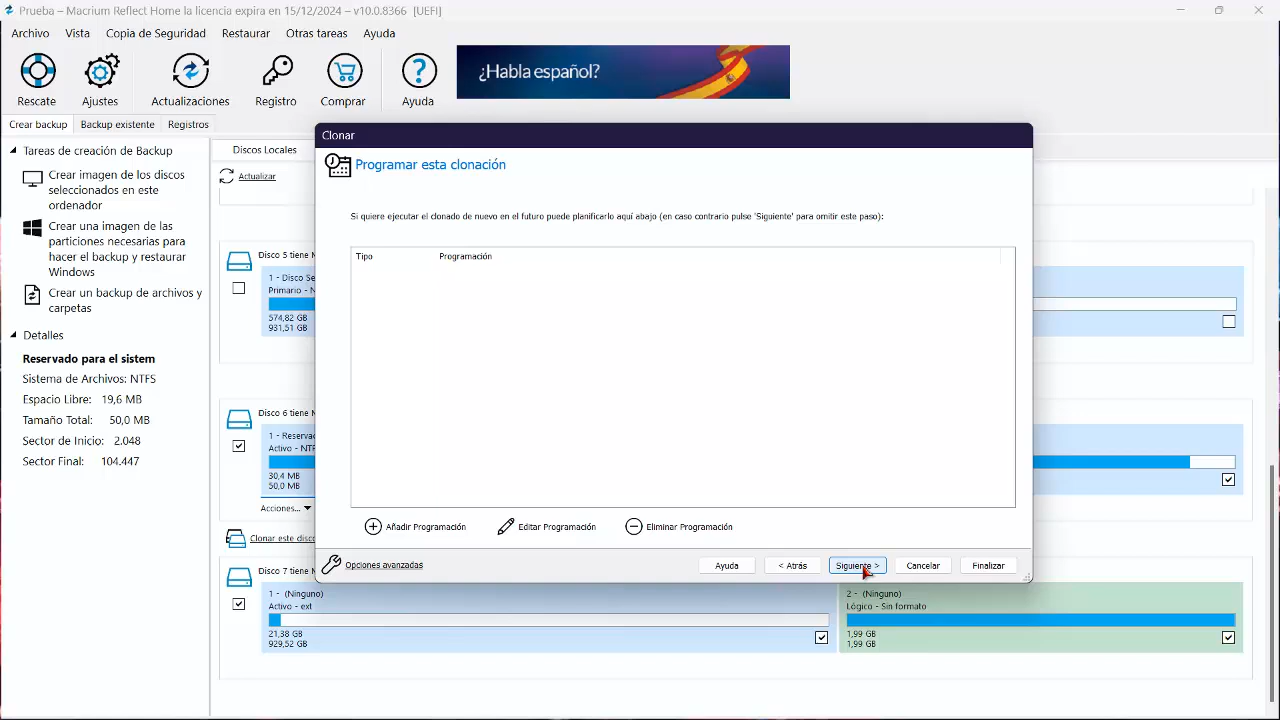 Prueba – Macrium Reflect Home la licencia expira en 15/12/2024 – v10.0.8366 [UEFI]
Archivo Vista Copia de Seguridad Restaurar Otras tareas Ayuda
Rescate Ajustes Actualizaciones Registro Comprar Ayuda
¿Habla español?
Crear backup Backup existente Registros
Tareas de creación de Backup
Crear imagen de los discos
seleccionados en este
ordenador
Crear una imagen de las
particiones necesarias para
hacer el backup y restaurar
Windows
Crear un backup de archivos y
carpetas
Detalles
Reservado para el sistema
Sistema de Archivos: NTFS
Espacio Libre: 19,6 MB
Tamaño Total: 50,0 MB
Sector de Inicio: 2.048
Sector Final: 104.447
Discos Locales
Actualizar
Disco 5 tiene
1 - Disco Se
Primario - N
574,82 GB
931,51 GB
Disco 6 tiene
1 - Reservac
Activo - NTF
30,4 MB
50,0 MB
Acciones...
Clonar este disco
Clonar
Programar esta clonación
Si quiere ejecutar el clonado de nuevo en el futuro puede planificarlo aquí abajo (en caso contrario pulse 'Siguiente' para omitir este paso):
Tipo Programación
Añadir Programación Editar Programación Eliminar Programación
Opciones avanzadas
Ayuda < Atrás Siguiente > Cancelar Finalizar
Disco 7 tiene
1 - (Ninguno)
Activo - ext
21,38 GB
929,52 GB
2 - (Ninguno)
Lógico - Sin formato
1,99 GB
1,99 GB